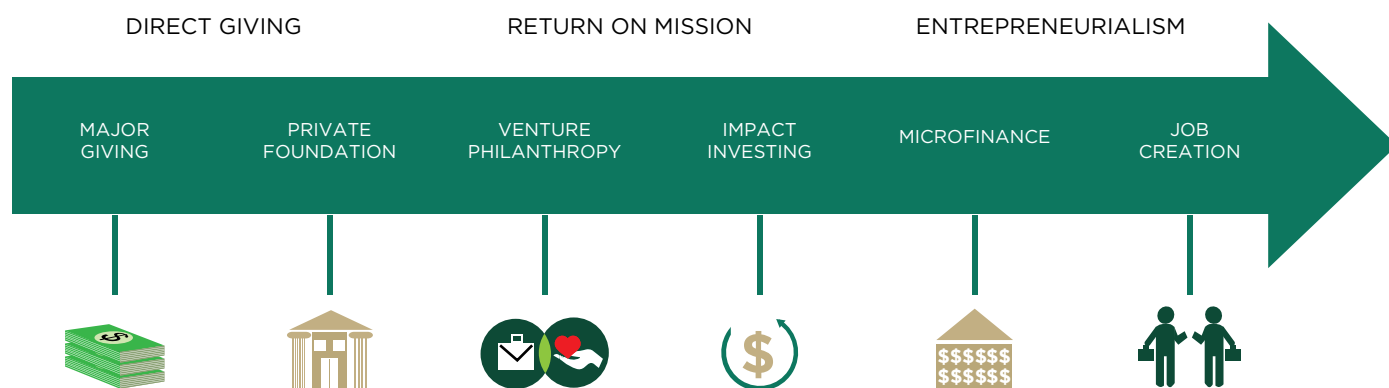 DIRECT GIVING
RETURN ON MISSION
ENTREPRENEURIALISM
MAJOR
GIVING
PRIVATE
FOUNDATION
VENTURE
PHILANTHROPY
IMPACT
INVESTING
MICROFINANCE
JOB
CREATION
$
$
$$$$$$
$$$$$$